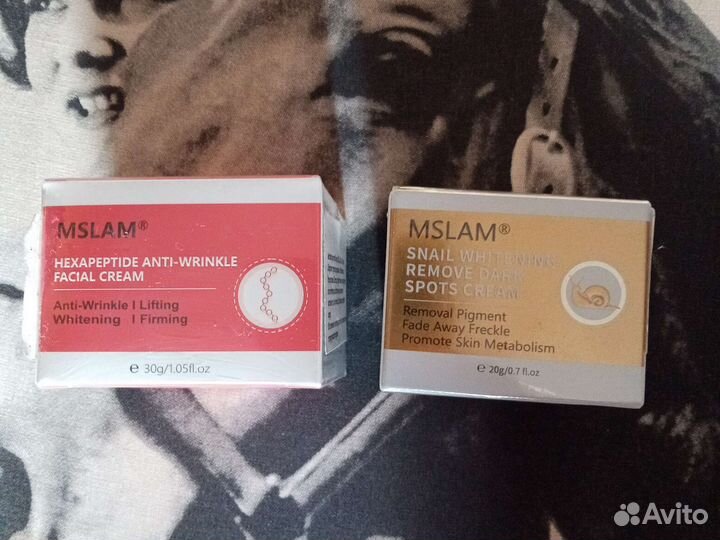 MSLAM®
HEXAPEPTIDE ANTI-WRINKLE
FACIAL CREAM
Anti-Wrinkle I Lifting
Whitening I Firming
℮ 30g/1.05fl.oz
MSLAM®
SNAIL WHITENING
REMOVE DARK
SPOTS CREAM
Removal Pigment
Fade Away Freckle
Promote Skin Metabolism
℮ 20g/0.7 fl.oz
Avito